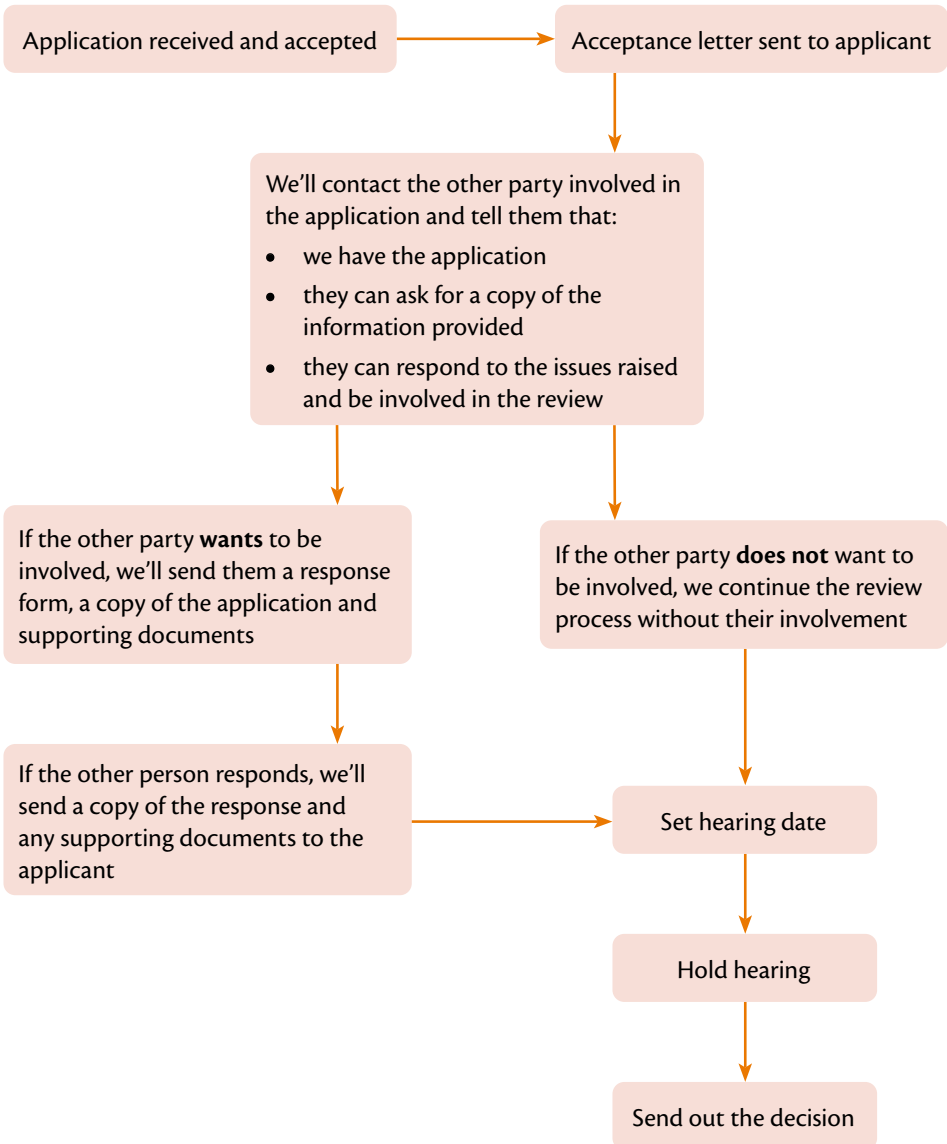 Application received and accepted
Acceptance letter sent to applicant
We’ll contact the other party involved in
the application and tell them that:
• we have the application
• they can ask for a copy of the
information provided
• they can respond to the issues raised
and be involved in the review
If the other party wants to be
involved, we’ll send them a response
form, a copy of the application and
supporting documents
If the other party does not want to
be involved, we continue the review
process without their involvement
If the other person responds, we’ll
send a copy of the response and
any supporting documents to the
applicant
Set hearing date
Hold hearing
Send out the decision